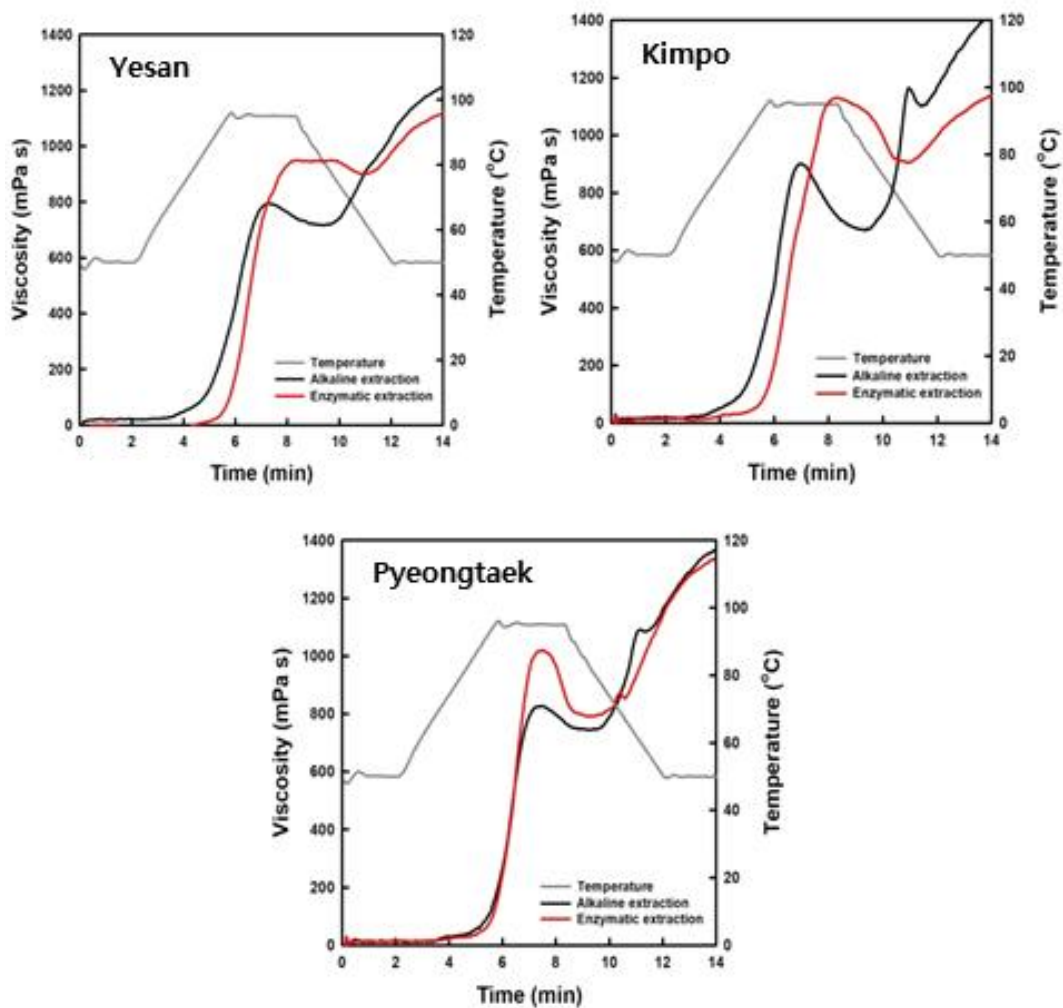 Yesan
Viscosity (mPa s)
1400
1200
1000
800
600
400
200
0
120
100
80
60
40
20
0
Temperature (°C)
Temperature
Alkaline extraction
Enzymatic extraction
0 2 4 6 8 10 12 14
Time (min)
Kimpo
Viscosity (mPa s)
1400
1200
1000
800
600
400
200
0
120
100
80
60
40
20
0
Temperature (°C)
Temperature
Alkaline extraction
Enzymatic extraction
0 2 4 6 8 10 12 14
Time (min)
Pyeongtaek
Viscosity (mPa s)
1400
1200
1000
800
600
400
200
0
120
100
80
60
40
20
0
Temperature (°C)
Temperature
Alkaline extraction
Enzymatic extraction
0 2 4 6 8 10 12 14
Time (min)